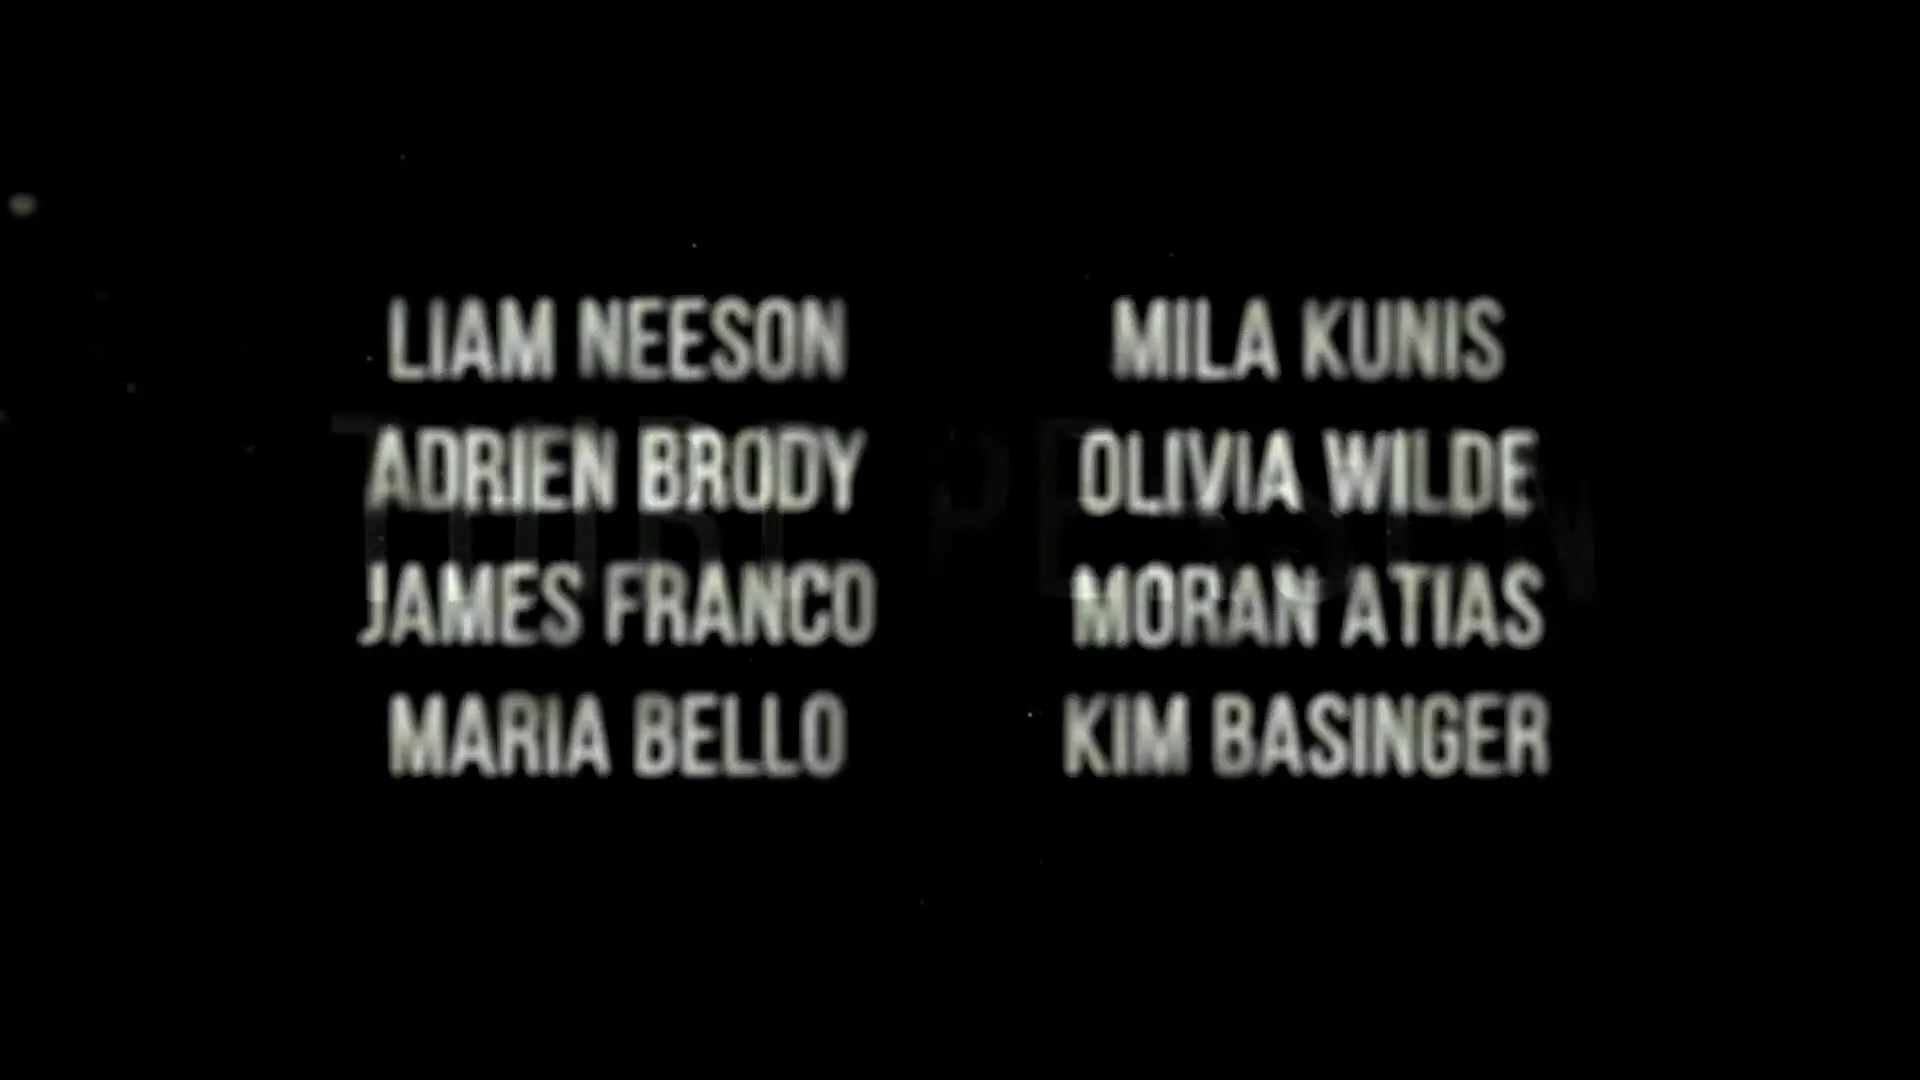 LIAM NEESON
ADRIEN BRODY
JAMES FRANCO
MARIA BELLO
MILA KUNIS
OLIVIA WILDE
MORAN ATIAS
KIM BASINGER